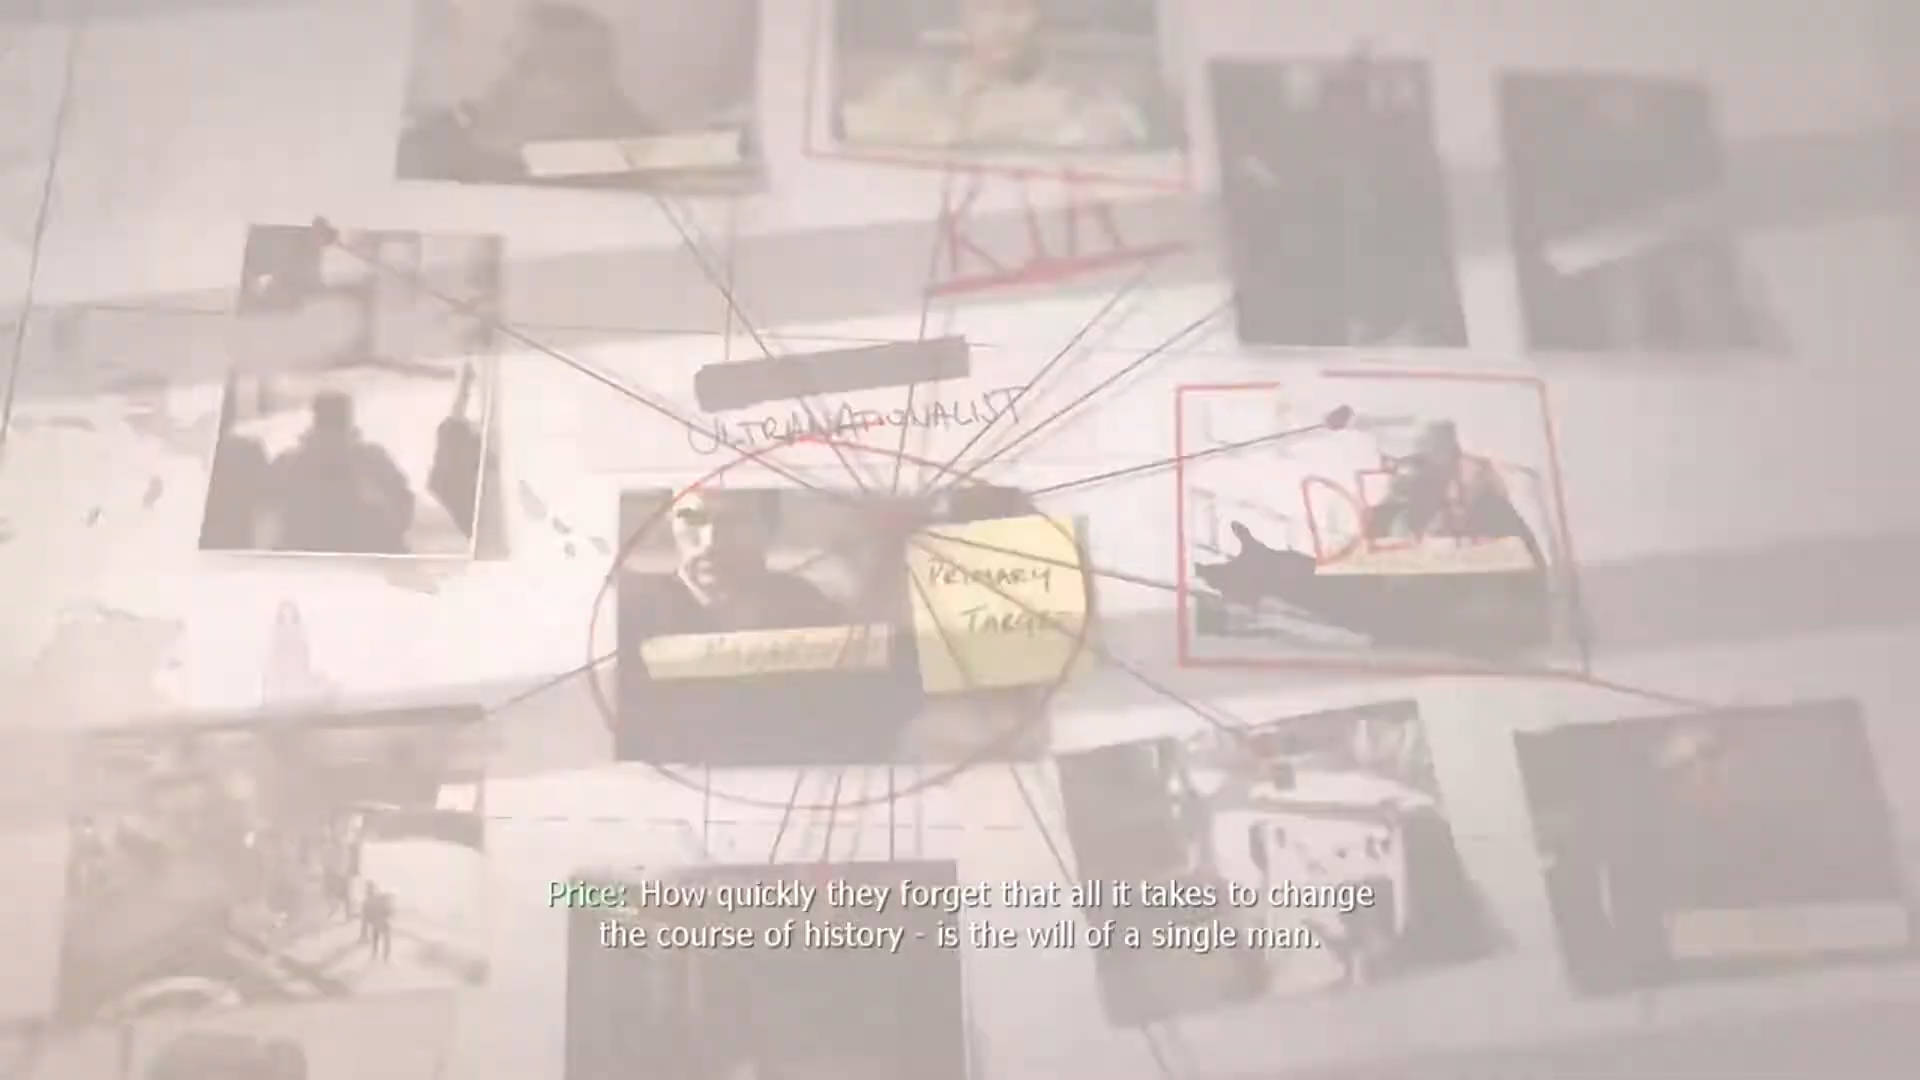 KIA
ULTRANATIONALIST
PRIMARY
TARGET
Price: How quickly they forget that all it takes to change
the course of history - is the will of a single man.